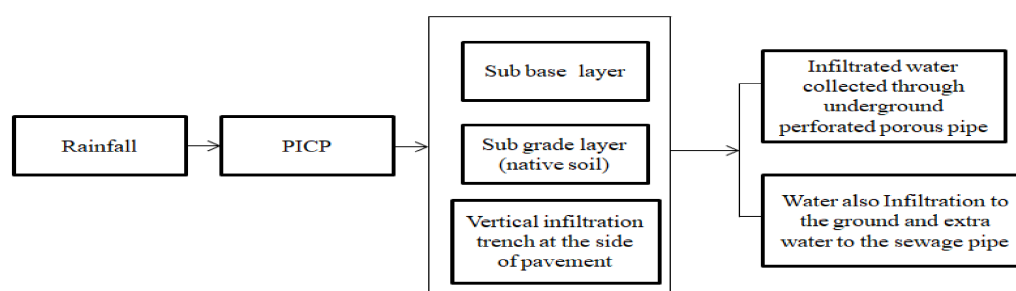 Rainfall
PICP
Sub base layer
Sub grade layer
(native soil)
Vertical infiltration
trench at the side
of pavement
Infiltrated water
collected through
underground
perforated porous pipe
Water also Infiltration to
the ground and extra
water to the sewage pipe